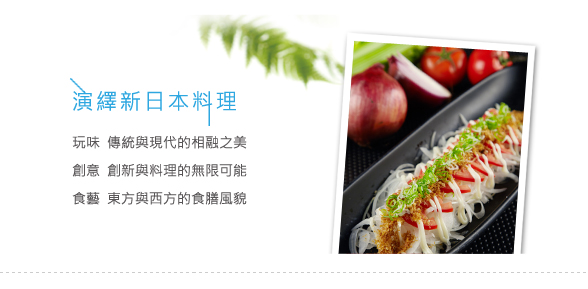 演繹新日本料理
玩味 傳統與現代的相融之美
創意 創新與料理的無限可能
食藝 東方與西方的食膳風貌